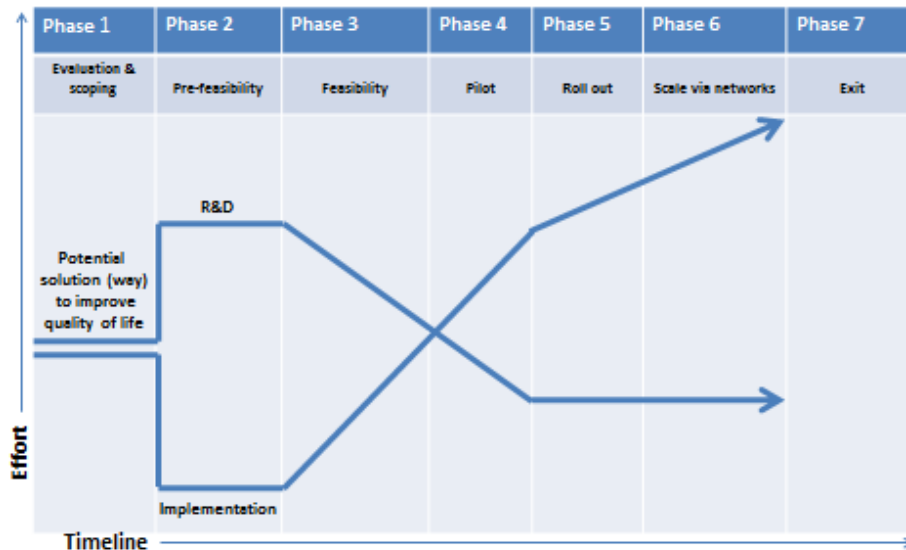 Phase 1 Phase 2 Phase 3 Phase 4 Phase 5 Phase 6 Phase 7
Evaluation &
scoping Pre-feasibility Feasibility Pilot Roll out Scale via networks Exit
R&D
Potential
solution (way)
to improve
quality of life
Implementation
Effort
Timeline